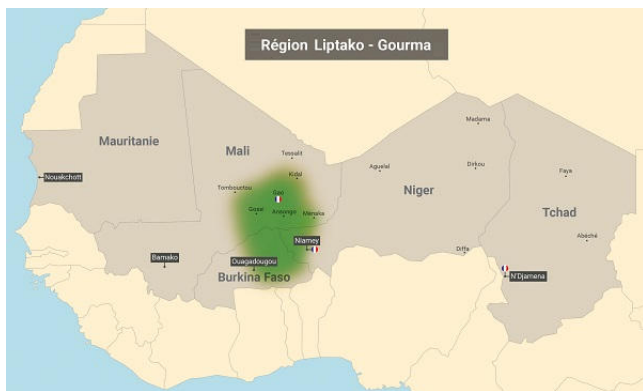 Région Liptako - Gourma
Madama
Mauritanie
Mali
Tessalit
Aguelal
Dirkou
Faya
Nouakchott
Kidal
Tombouctou
Niger
Gao
Tchad
Gossi
Ansongo
Menaka
Abéché
Niamey
Diffa
Bamako
Ouagadougou
N'Djamena
Burkina Faso